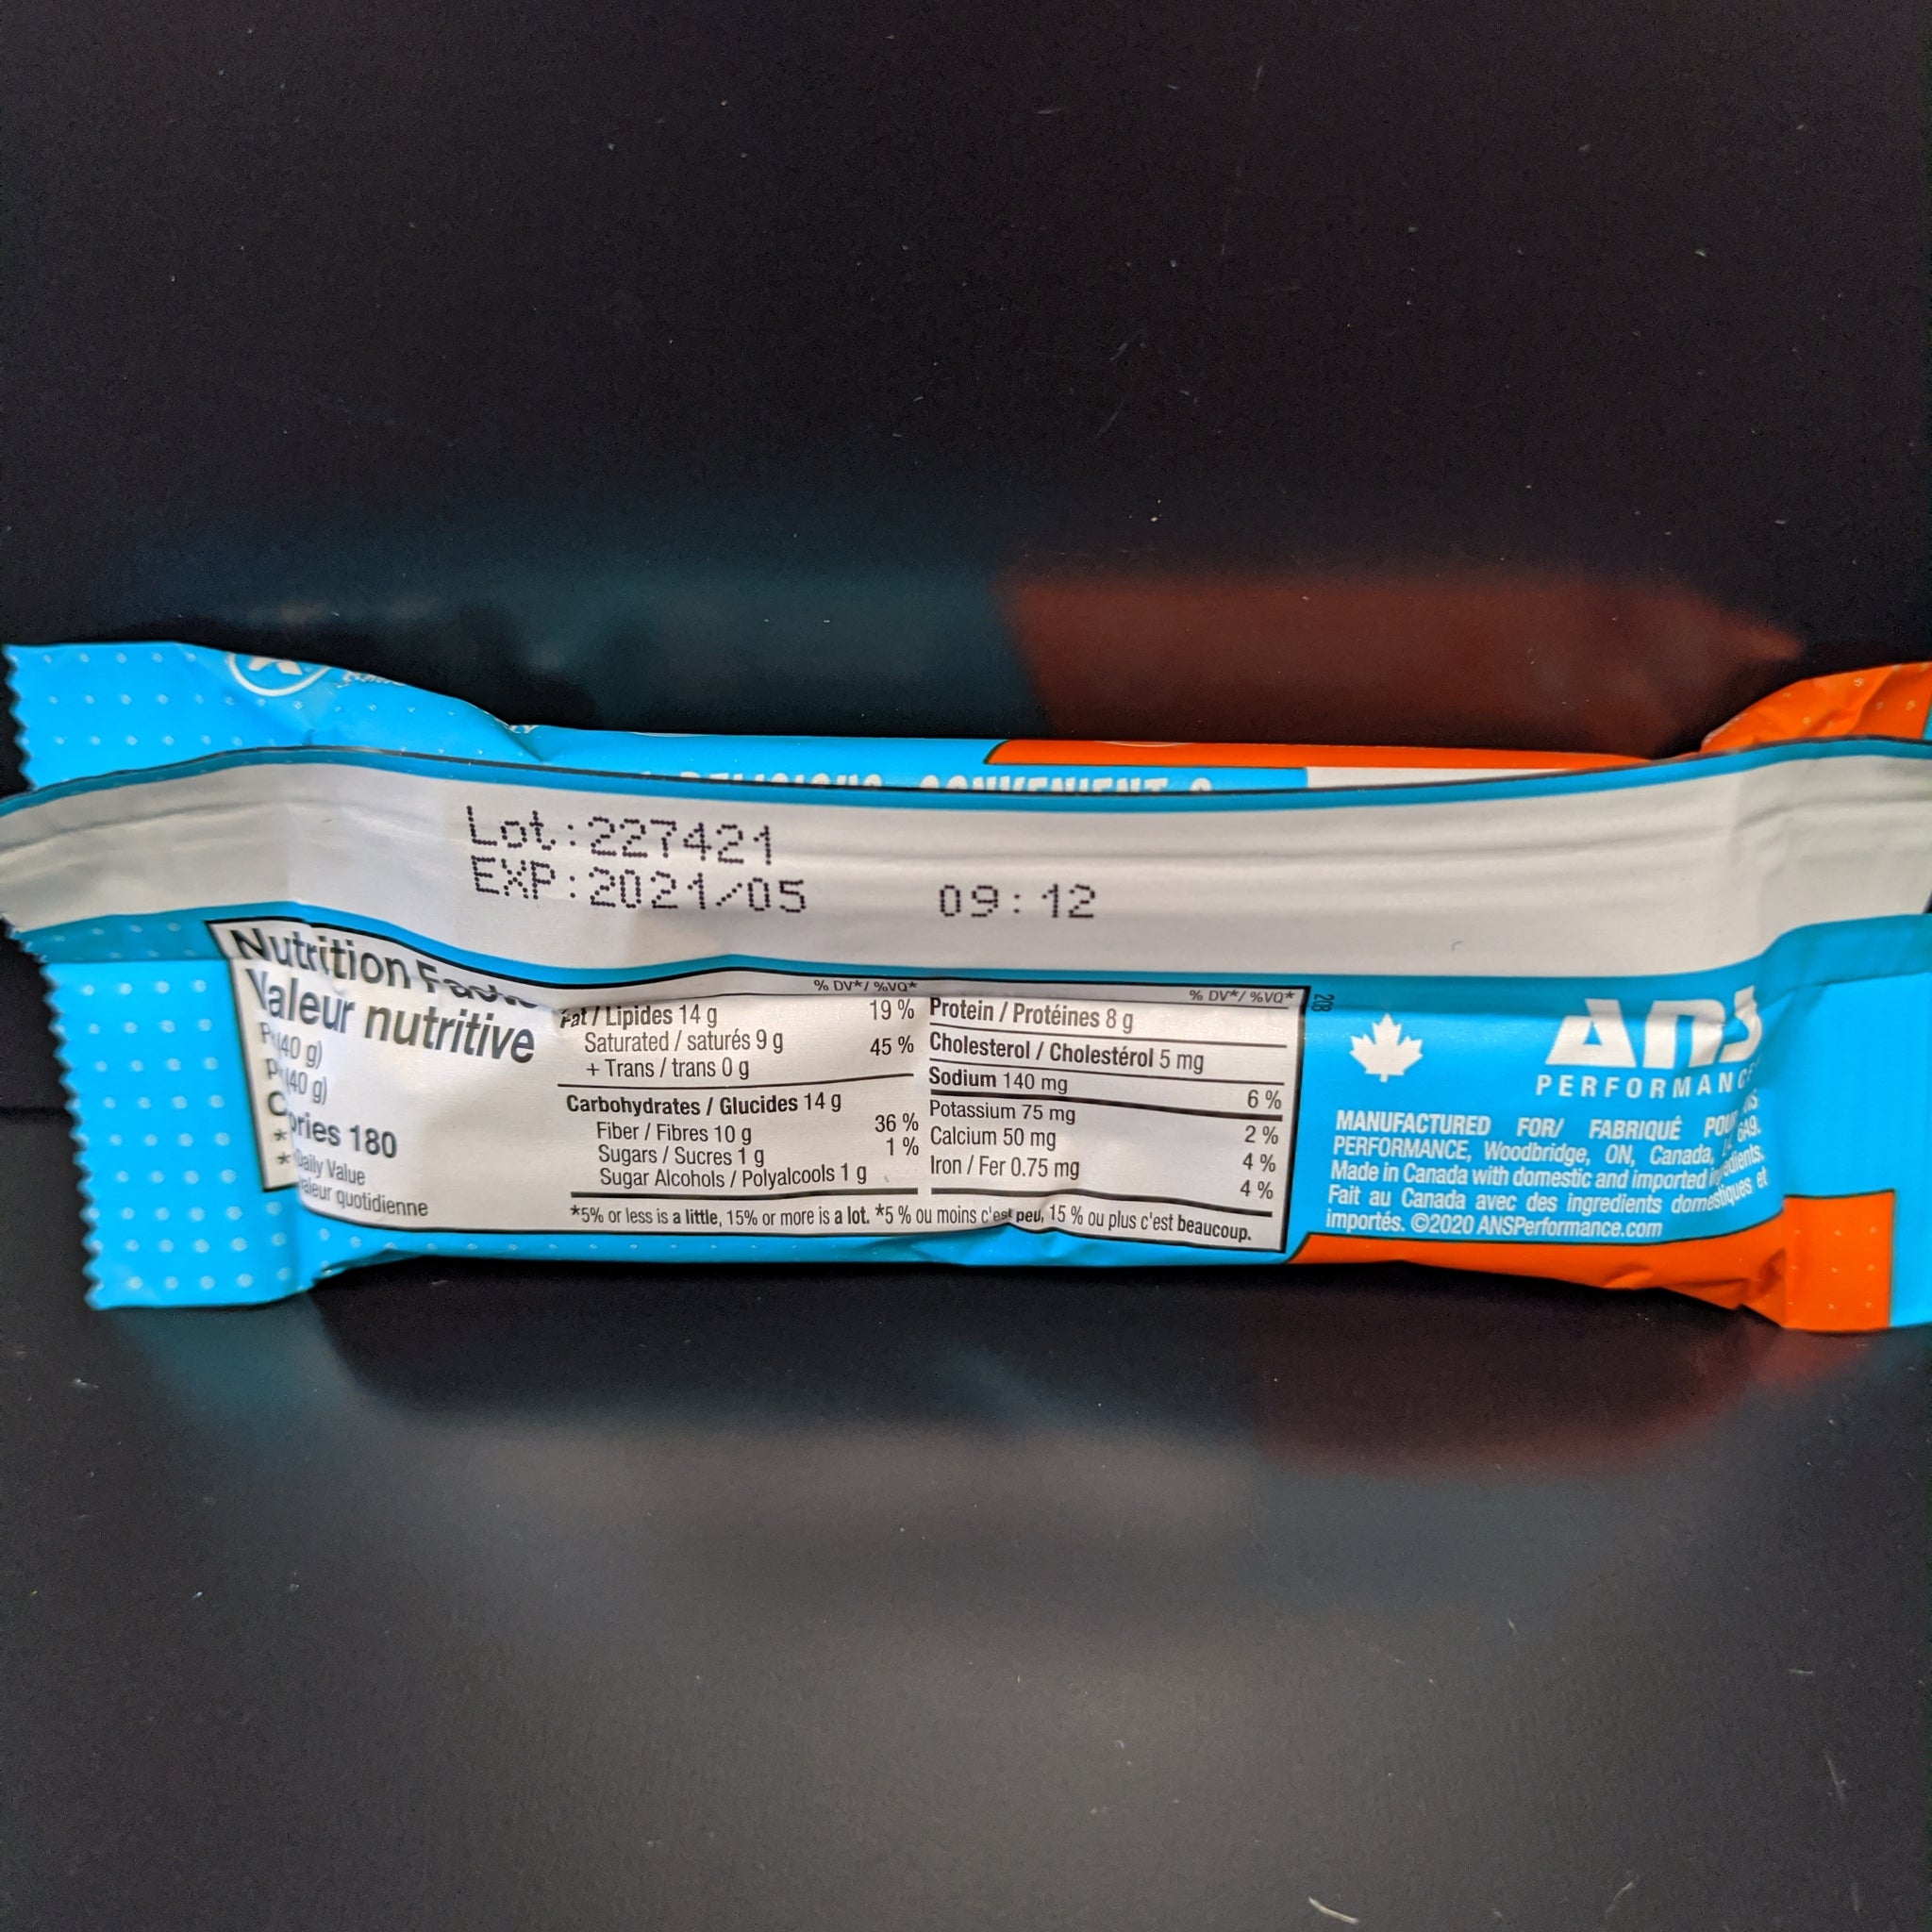 Lot:227421
EXP:2021/05 09:12
Nutrition
Valeur nutritive
(40 g)
(40 g)
180
Value
quotidienne
% DV*/ %VQ*
Fat / Lipides 14 g 19 %
Saturated / saturés 9 g
+ Trans / trans 0 g 45 %
Carbohydrates / Glucides 14 g
Fiber / Fibres 10 g 36 %
Sugars / Sucres 1 g 1 %
Sugar Alcohols / Polyalcools 1 g
% DV*/ %VQ*
Protein / Protéines 8 g
Cholesterol / Cholestérol 5 mg
Sodium 140 mg 6 %
Potassium 75 mg 2 %
Calcium 50 mg 4 %
Iron / Fer 0.75 mg 4 %
*5% or less is a little, 15% or more is a lot. *5 % ou moins c'est peu, 15 % ou plus c'est beaucoup.
ANS
PERFORMANCE
MANUFACTURED FOR/ FABRIQUÉ POUR
PERFORMANCE, Woodbridge, ON, Canada,
Made in Canada with domestic and imported ingredients.
Fait au Canada avec des ingredients domestiques et
importés. ©2020 ANSPerformance.com